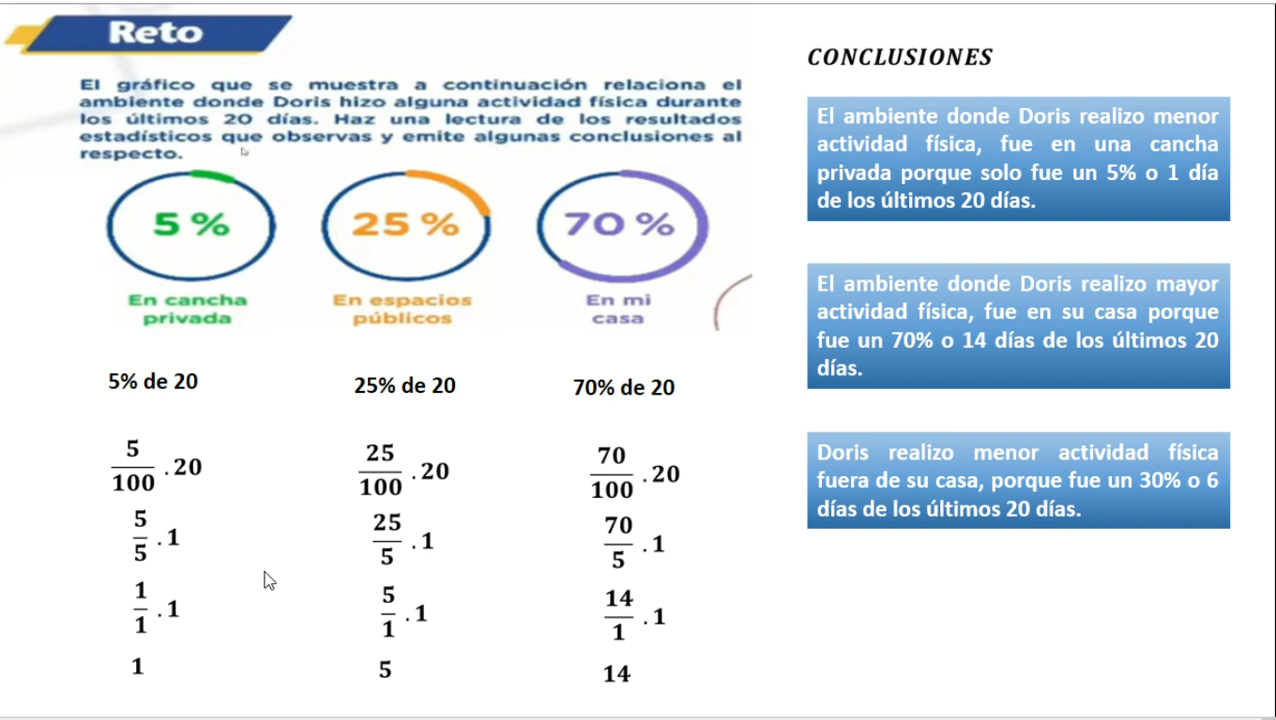 Reto
El gráfico que se muestra a continuación relaciona el
ambiente donde Doris hizo alguna actividad física durante
los últimos 20 días. Haz una lectura de los resultados
estadísticos que observas y emite algunas conclusiones al
respecto.
5 %
25 %
70 %
En cancha
privada
En espacios
públicos
En mi
casa
5% de 20
25% de 20
70% de 20
5/100 . 20
5/5 . 1
1/1 . 1
1
25/100 . 20
25/5 . 1
5/1 . 1
5
70/100 . 20
70/5 . 1
14/1 . 1
14
CONCLUSIONES
El ambiente donde Doris realizo menor
actividad física, fue en una cancha
privada porque solo fue un 5% o 1 día
de los últimos 20 días.
El ambiente donde Doris realizo mayor
actividad física, fue en su casa porque
fue un 70% o 14 días de los últimos 20
días.
Doris realizo menor actividad física
fuera de su casa, porque fue un 30% o 6
días de los últimos 20 días.